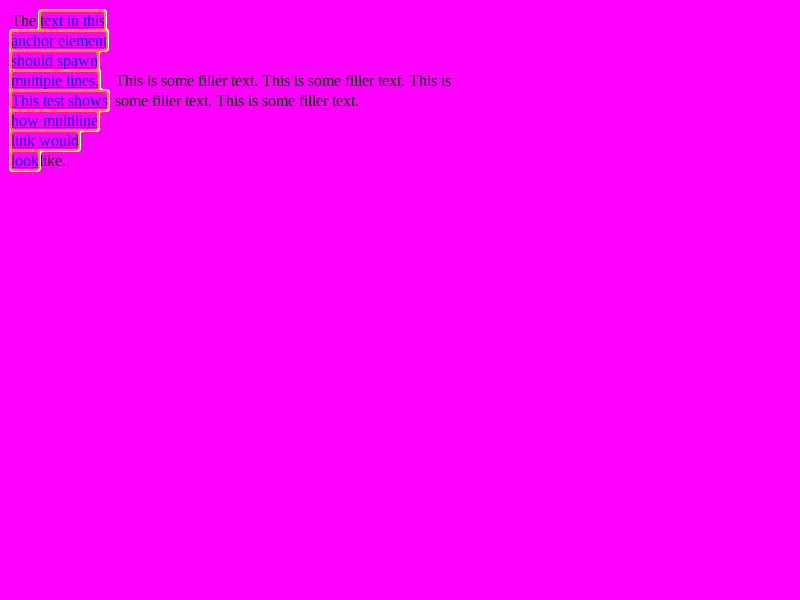 The text in this
anchor element
should spawn
multiple lines.
This test shows
how multiline
link would
look like.
This is some filler text. This is some filler text. This is
some filler text. This is some filler text.